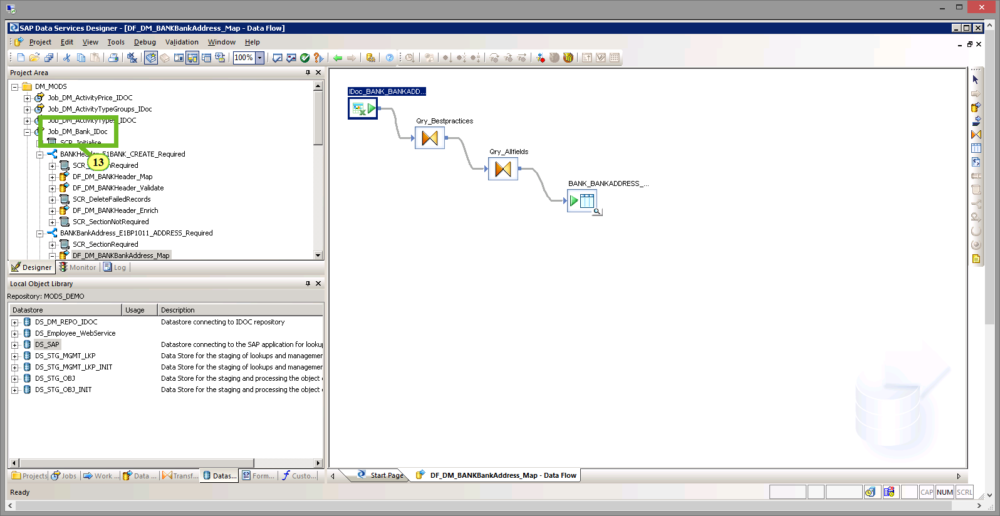 SAP Data Services Designer - [DF_DM_BANKBankAddress_Map - Data Flow]
Project Edit View Tools Debug Validation Window Help
100%
Project Area
DM_MODS
Job_DM_ActivityPrice_IDOC
Job_DM_ActivityTypeGroups_IDoc
Job_DM_ActivityTypes_IDOC
Job_DM_Bank_IDoc
SCR_Initialise
BANKHeader_E1BANK_CREATE_Required
13
SCR_SectionRequired
DF_DM_BANKHeader_Map
DF_DM_BANKHeader_Validate
SCR_DeleteFailedRecords
DF_DM_BANKHeader_Enrich
SCR_SectionNotRequired
BANKBankAddress_E1BP1011_ADDRESS_Required
SCR_SectionRequired
DF_DM_BANKBankAddress_Map
Designer Monitor Log
Local Object Library
Repository: MODS_DEMO
Datastore Usage Description
DS_DM_REPO_IDOC Datastore connecting to IDOC repository
DS_Employee_WebService
DS_SAP Datastore connecting to the SAP application for looku
DS_STG_MGMT_LKP Data Store for the staging of lookups and managemer
DS_STG_MGMT_LKP_INIT Data Store for the staging of lookups and managemer
DS_STG_OBJ Data Store for the staging and processing the object
DS_STG_OBJ_INIT Data Store for the staging and processing the object
Projects Jobs Work ... Data ... Transf... Datas... Form... Custo...
IDoc_BANK_BANKADD...
Qry_Bestpractices
Qry_Allfields
BANK_BANKADDRESS_...
Start Page DF_DM_BANKBankAddress_Map - Data Flow
Ready
CAP NUM SCRL